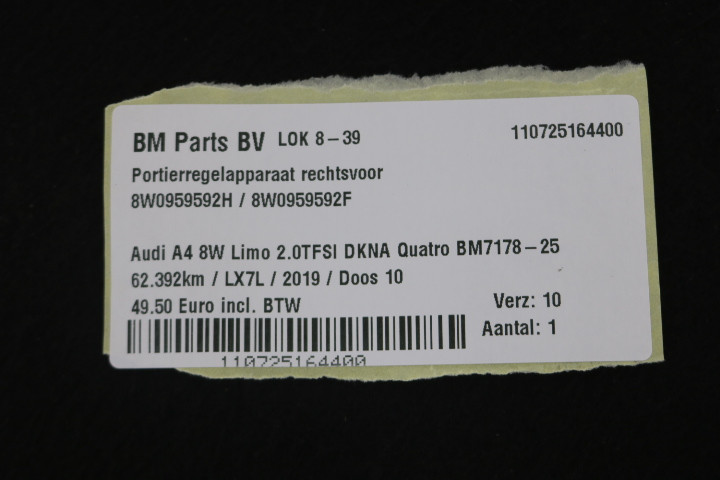 BM Parts BV LOK 8-39 110725164400
Portierregelapparaat rechtsvoor
8W0959592H / 8W0959592F
Audi A4 8W Limo 2.0TFSI DKNA Quatro BM7178-25
62.392km / LX7L / 2019 / Doos 10
49.50 Euro incl. BTW Verz: 10
Aantal: 1
110725164400